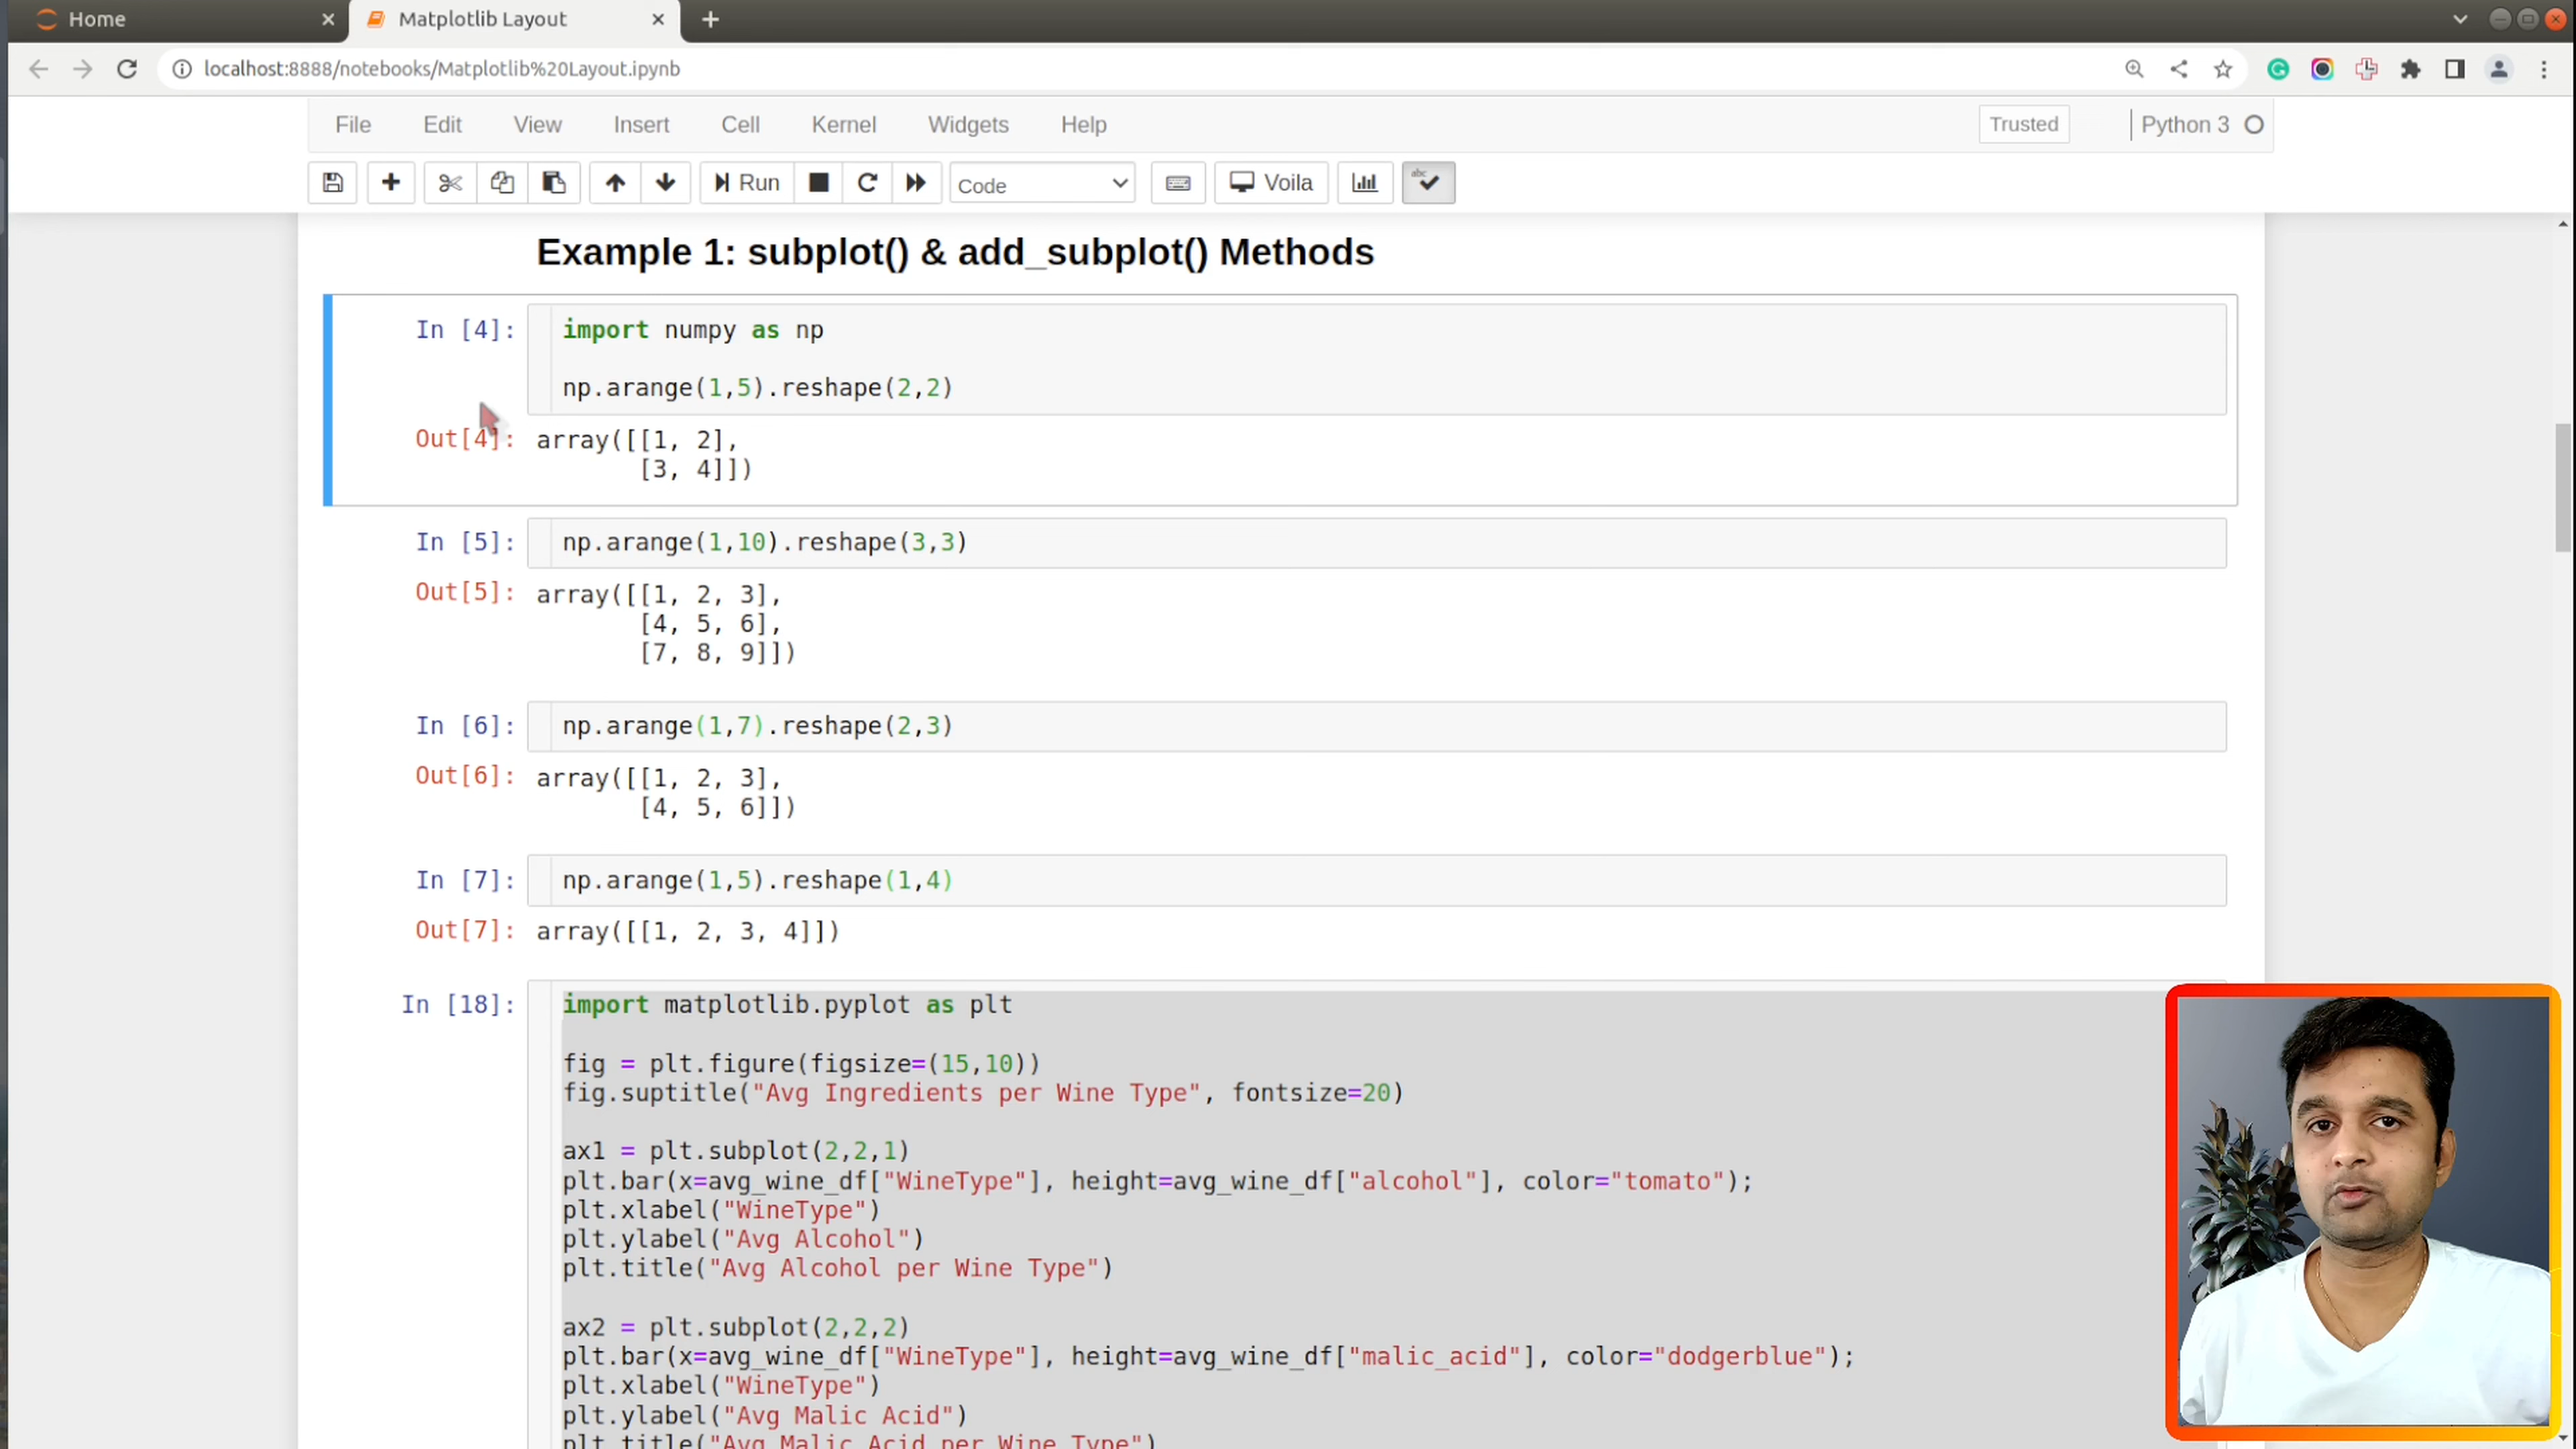 Home
Matplotlib Layout
localhost:8888/notebooks/Matplotlib%20Layout.ipynb
File Edit View Insert Cell Kernel Widgets Help
Trusted
Python 3
Run
Code
Voila
abc
Example 1: subplot() & add_subplot() Methods
In [4]:
import numpy as np
np.arange(1,5).reshape(2,2)
Out[4]:
array([[1, 2],
[3, 4]])
In [5]:
np.arange(1,10).reshape(3,3)
Out[5]:
array([[1, 2, 3],
[4, 5, 6],
[7, 8, 9]])
In [6]:
np.arange(1,7).reshape(2,3)
Out[6]:
array([[1, 2, 3],
[4, 5, 6]])
In [7]:
np.arange(1,5).reshape(1,4)
Out[7]:
array([[1, 2, 3, 4]])
In [18]:
import matplotlib.pyplot as plt
fig = plt.figure(figsize=(15,10))
fig.suptitle("Avg Ingredients per Wine Type", fontsize=20)
ax1 = plt.subplot(2,2,1)
plt.bar(x=avg_wine_df["WineType"], height=avg_wine_df["alcohol"], color="tomato");
plt.xlabel("WineType")
plt.ylabel("Avg Alcohol")
plt.title("Avg Alcohol per Wine Type")
ax2 = plt.subplot(2,2,2)
plt.bar(x=avg_wine_df["WineType"], height=avg_wine_df["malic_acid"], color="dodgerblue");
plt.xlabel("WineType")
plt.ylabel("Avg Malic Acid")
plt.title("Avg Malic Acid per Wine Type")